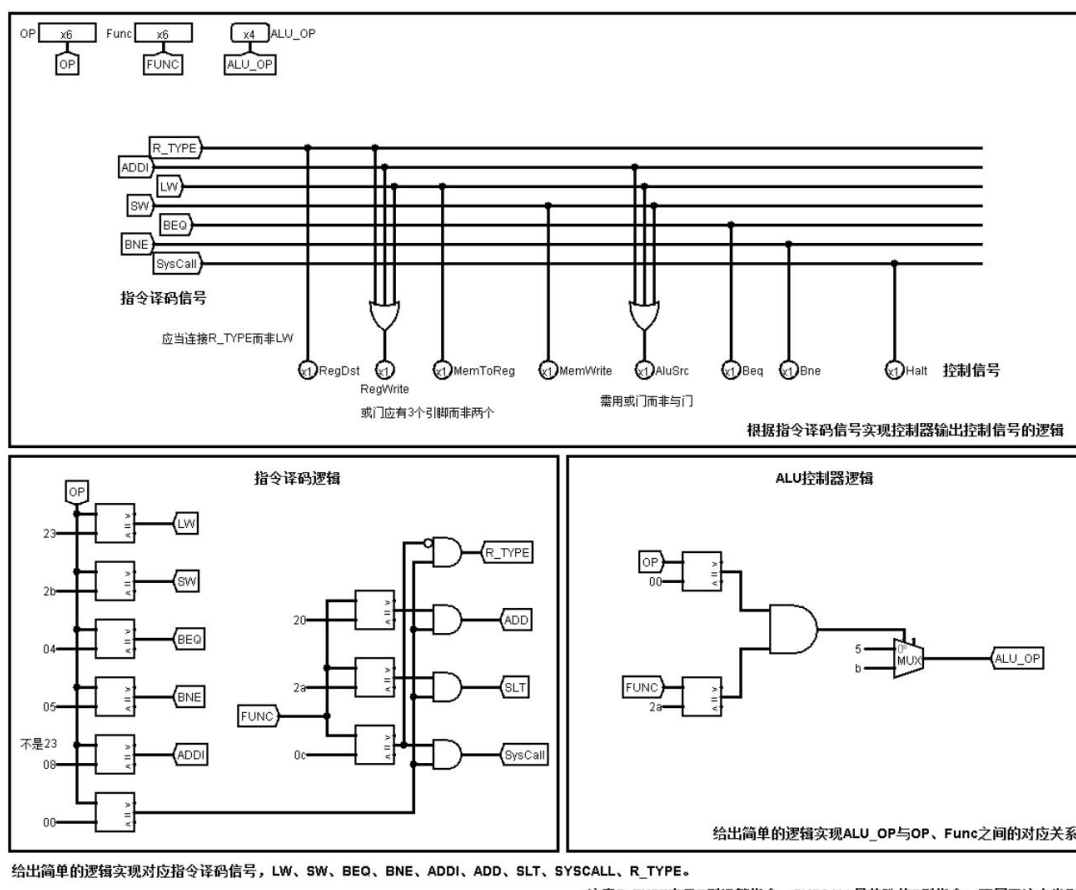 OP x6 Func x6 x4 ALU_OP
OP FUNC ALU_OP
R_TYPE
ADDI
LW
SW
BEQ
BNE
SysCall
指令译码信号
应当连接R_TYPE而非LW
x1 RegDst x1 x1 MemToReg x1 MemWrite x1 AluSrc x1 Beq x1 Bne x1 Halt 控制信号
RegWrite
需用或门而非与门
或门应有3个引脚而非两个
根据指令译码信号实现控制器输出控制信号的逻辑
指令译码逻辑
OP
23 LW
2b SW
04 BEQ
05 BNE
不是23
08 ADDI
00
R_TYPE
20 ADD
2a SLT
FUNC
0c SysCall
ALU控制器逻辑
OP
00
5
b MUX ALU_OP
FUNC
2a
给出简单的逻辑实现ALU_OP与OP、Func之间的对应关系
给出简单的逻辑实现对应指令译码信号，LW、SW、BEQ、BNE、ADDI、ADD、SLT、SYSCALL、R_TYPE。